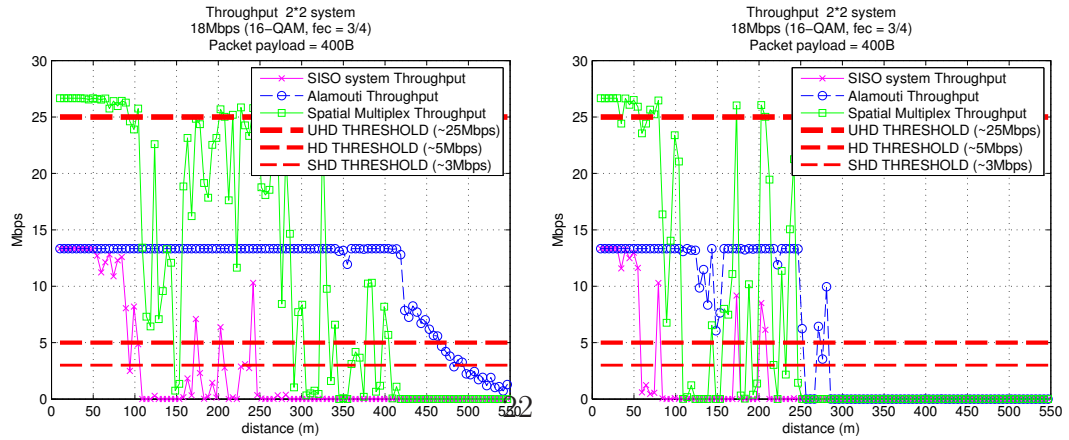 Throughput 2*2 system
18Mbps (16-QAM, fec = 3/4)
Packet payload = 400B
30
25
20
15
10
5
0
Mbps
SISO system Throughput
Alamouti Throughput
Spatial Multiplex Throughput
UHD THRESHOLD (~25Mbps)
HD THRESHOLD (~5Mbps)
SHD THRESHOLD (~3Mbps)
0 50 100 150 200 250 300 350 400 450 500 550
distance (m)
22
Throughput 2*2 system
18Mbps (16-QAM, fec = 3/4)
Packet payload = 400B
30
25
20
15
10
5
0
Mbps
SISO system Throughput
Alamouti Throughput
Spatial Multiplex Throughput
UHD THRESHOLD (~25Mbps)
HD THRESHOLD (~5Mbps)
SHD THRESHOLD (~3Mbps)
0 50 100 150 200 250 300 350 400 450 500 550
distance (m)